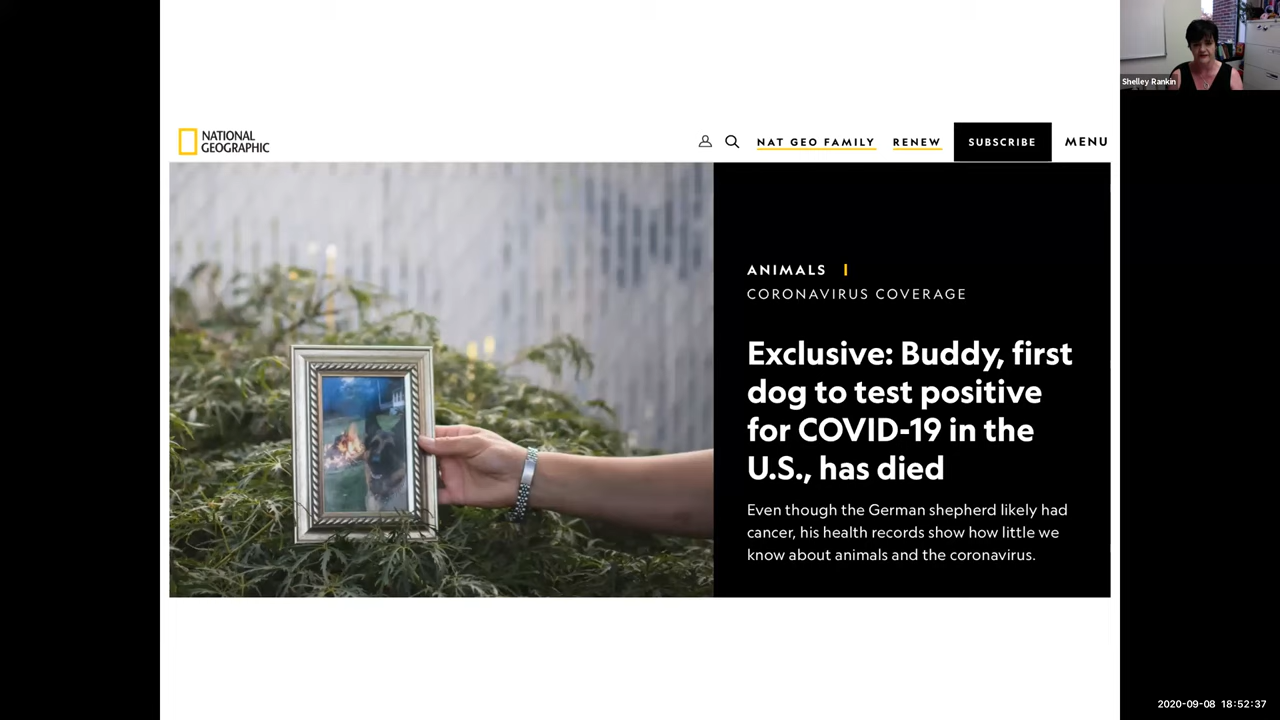 Shelley Rankin
NATIONAL
GEOGRAPHIC
NAT GEO FAMILY
RENEW
SUBSCRIBE
MENU
ANIMALS
CORONAVIRUS COVERAGE
Exclusive: Buddy, first
dog to test positive
for COVID-19 in the
U.S., has died
Even though the German shepherd likely had
cancer, his health records show how little we
know about animals and the coronavirus.
2020-09-08 18:52:37